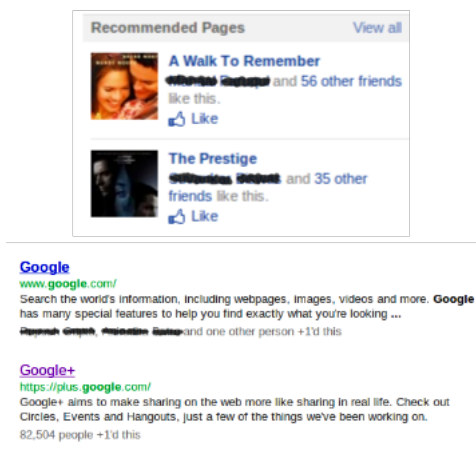 Recommended Pages View all
A Walk To Remember
and 56 other friends
like this.
Like
The Prestige
and 35 other
friends like this.
Like
Google
www.google.com/
Search the world's information, including webpages, images, videos and more. Google
has many special features to help you find exactly what you're looking ...
and one other person +1'd this
Google+
https://plus.google.com/
Google+ aims to make sharing on the web more like sharing in real life. Check out
Circles, Events and Hangouts, just a few of the things we've been working on.
82,504 people +1'd this